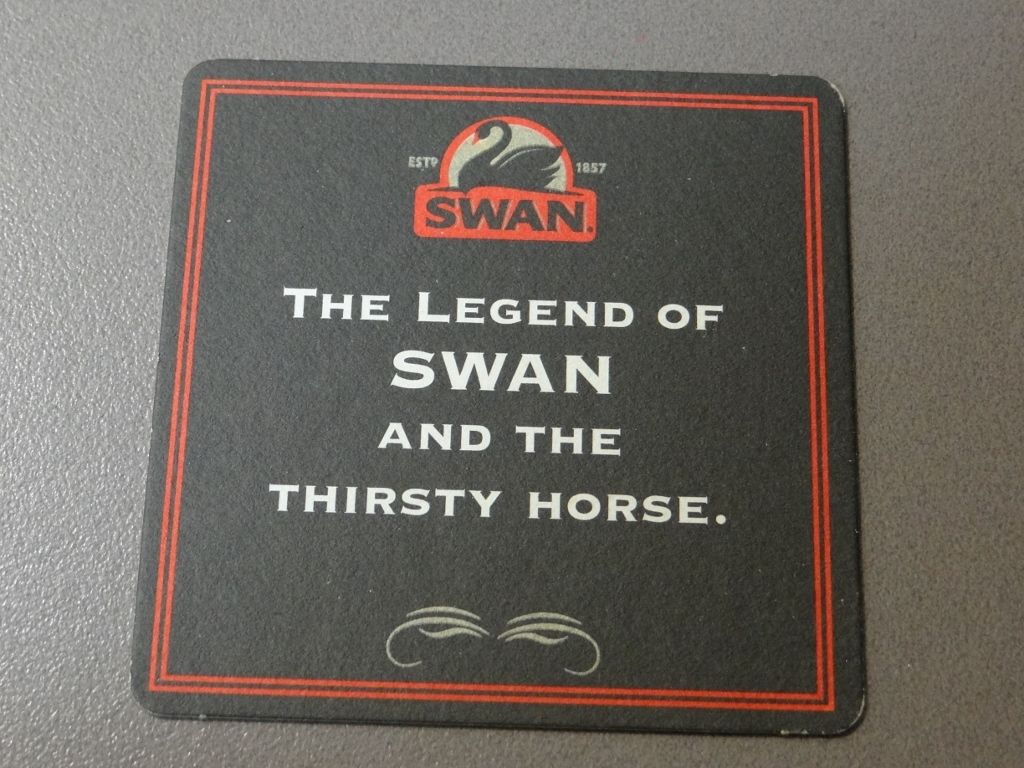 ESTD 1857
SWAN
THE LEGEND OF
SWAN
AND THE
THIRSTY HORSE.